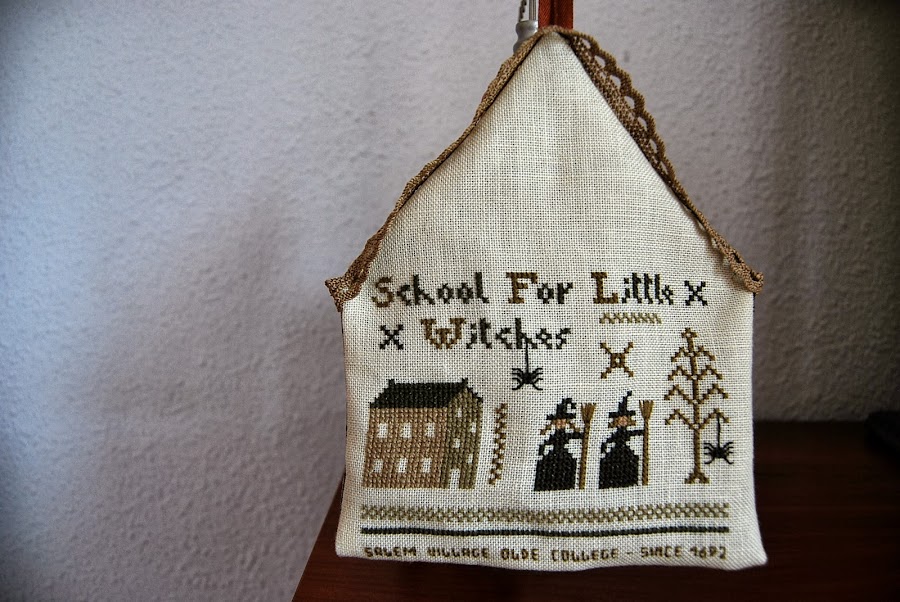 School For Little
Witches
SALEM VILLAGE OLDE COLLEGE - SINCE 1692